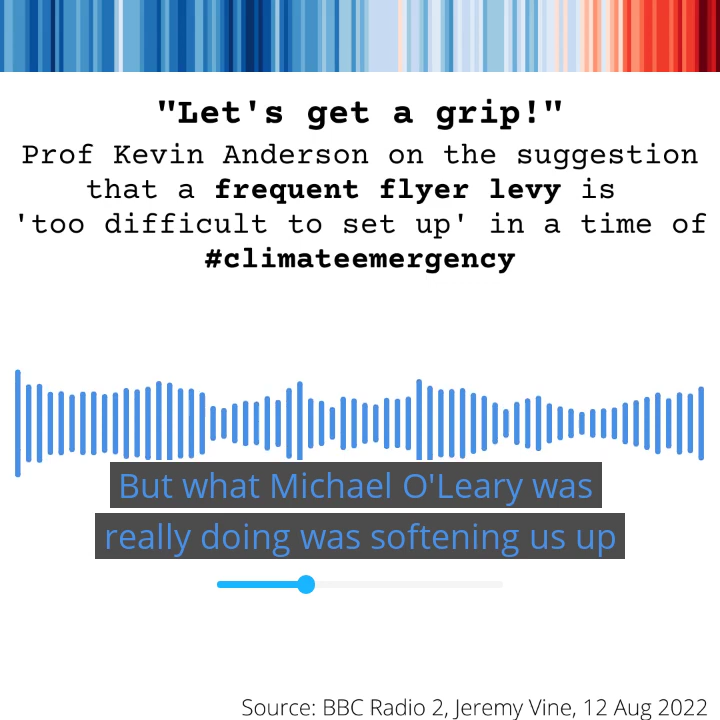 "Let's get a grip!"
Prof Kevin Anderson on the suggestion
that a frequent flyer levy is
'too difficult to set up' in a time of
#climateemergency
But what Michael O'Leary was
really doing was softening us up
Source: BBC Radio 2, Jeremy Vine, 12 Aug 2022